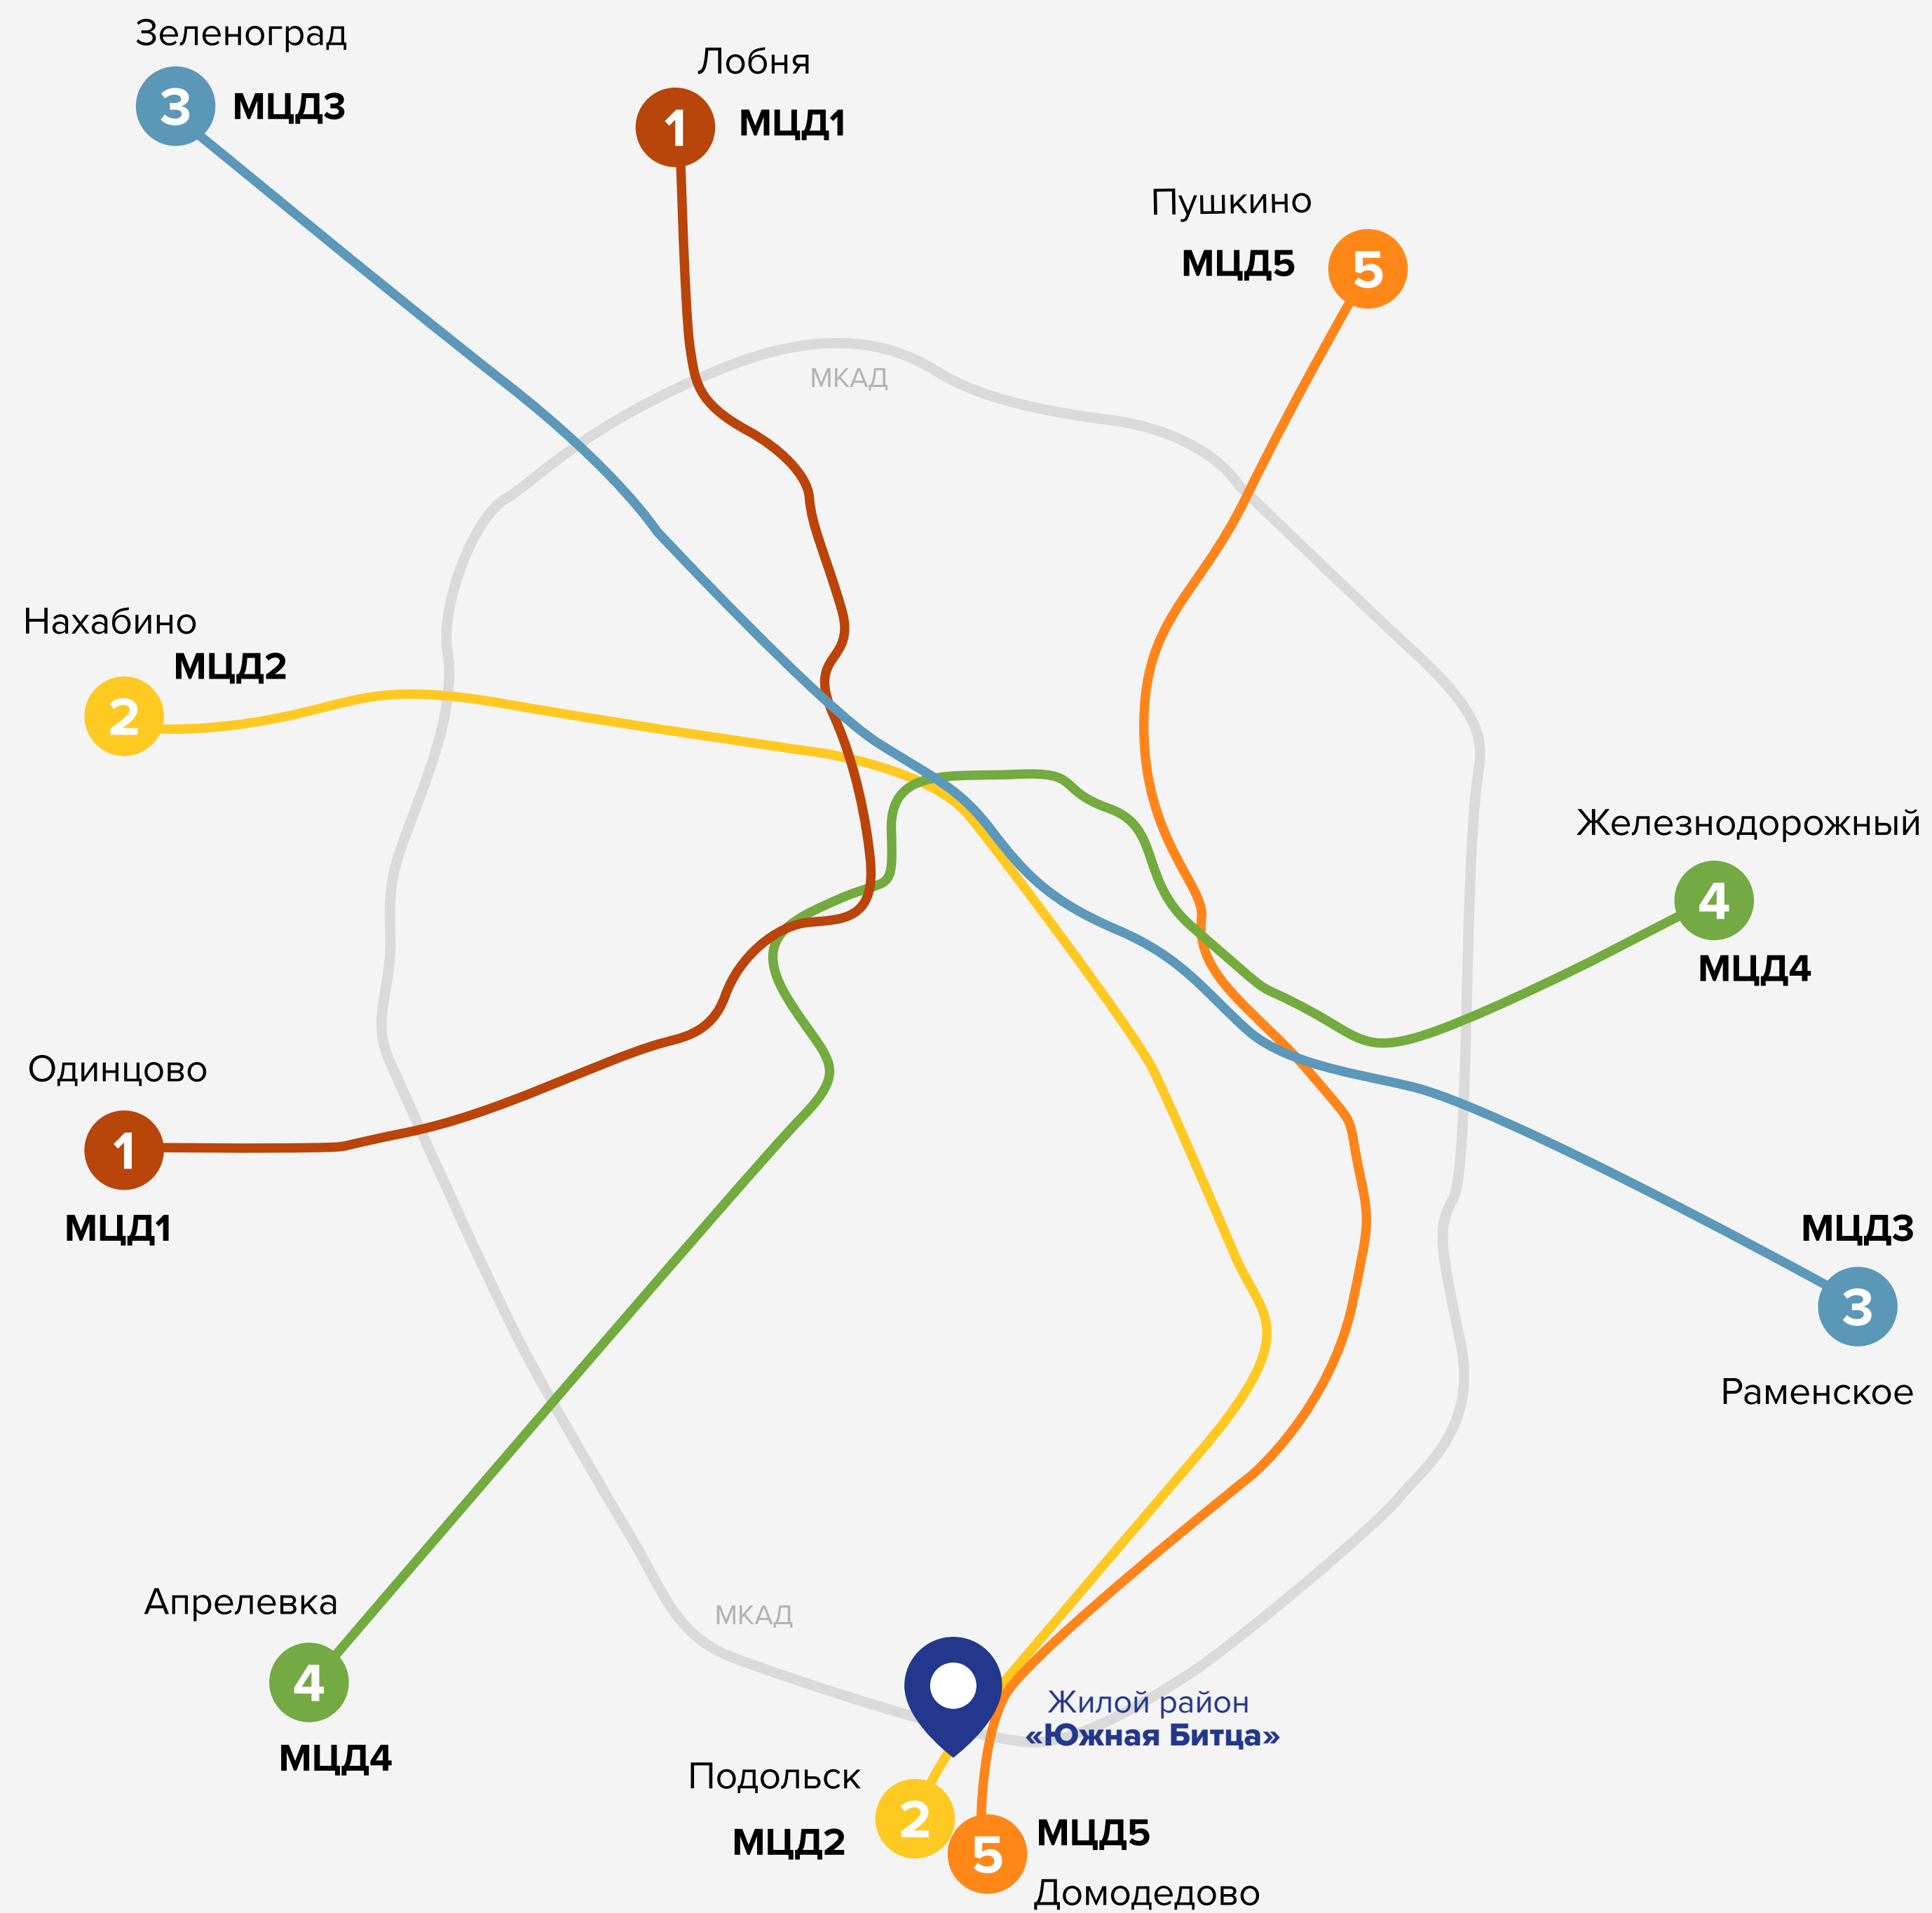 Зеленоград
3
МЦД3
Лобня
1
МЦД1
Пушкино
МЦД5
5
МКАД
Нахабино
МЦД2
2
Железнодорожный
4
МЦД4
Одинцово
1
МЦД1
МЦД3
3
Раменское
Апрелевка
4
МЦД4
МКАД
Жилой район
«Южная Битца»
Подольск
2
МЦД2
МЦД5
5
Домодедово